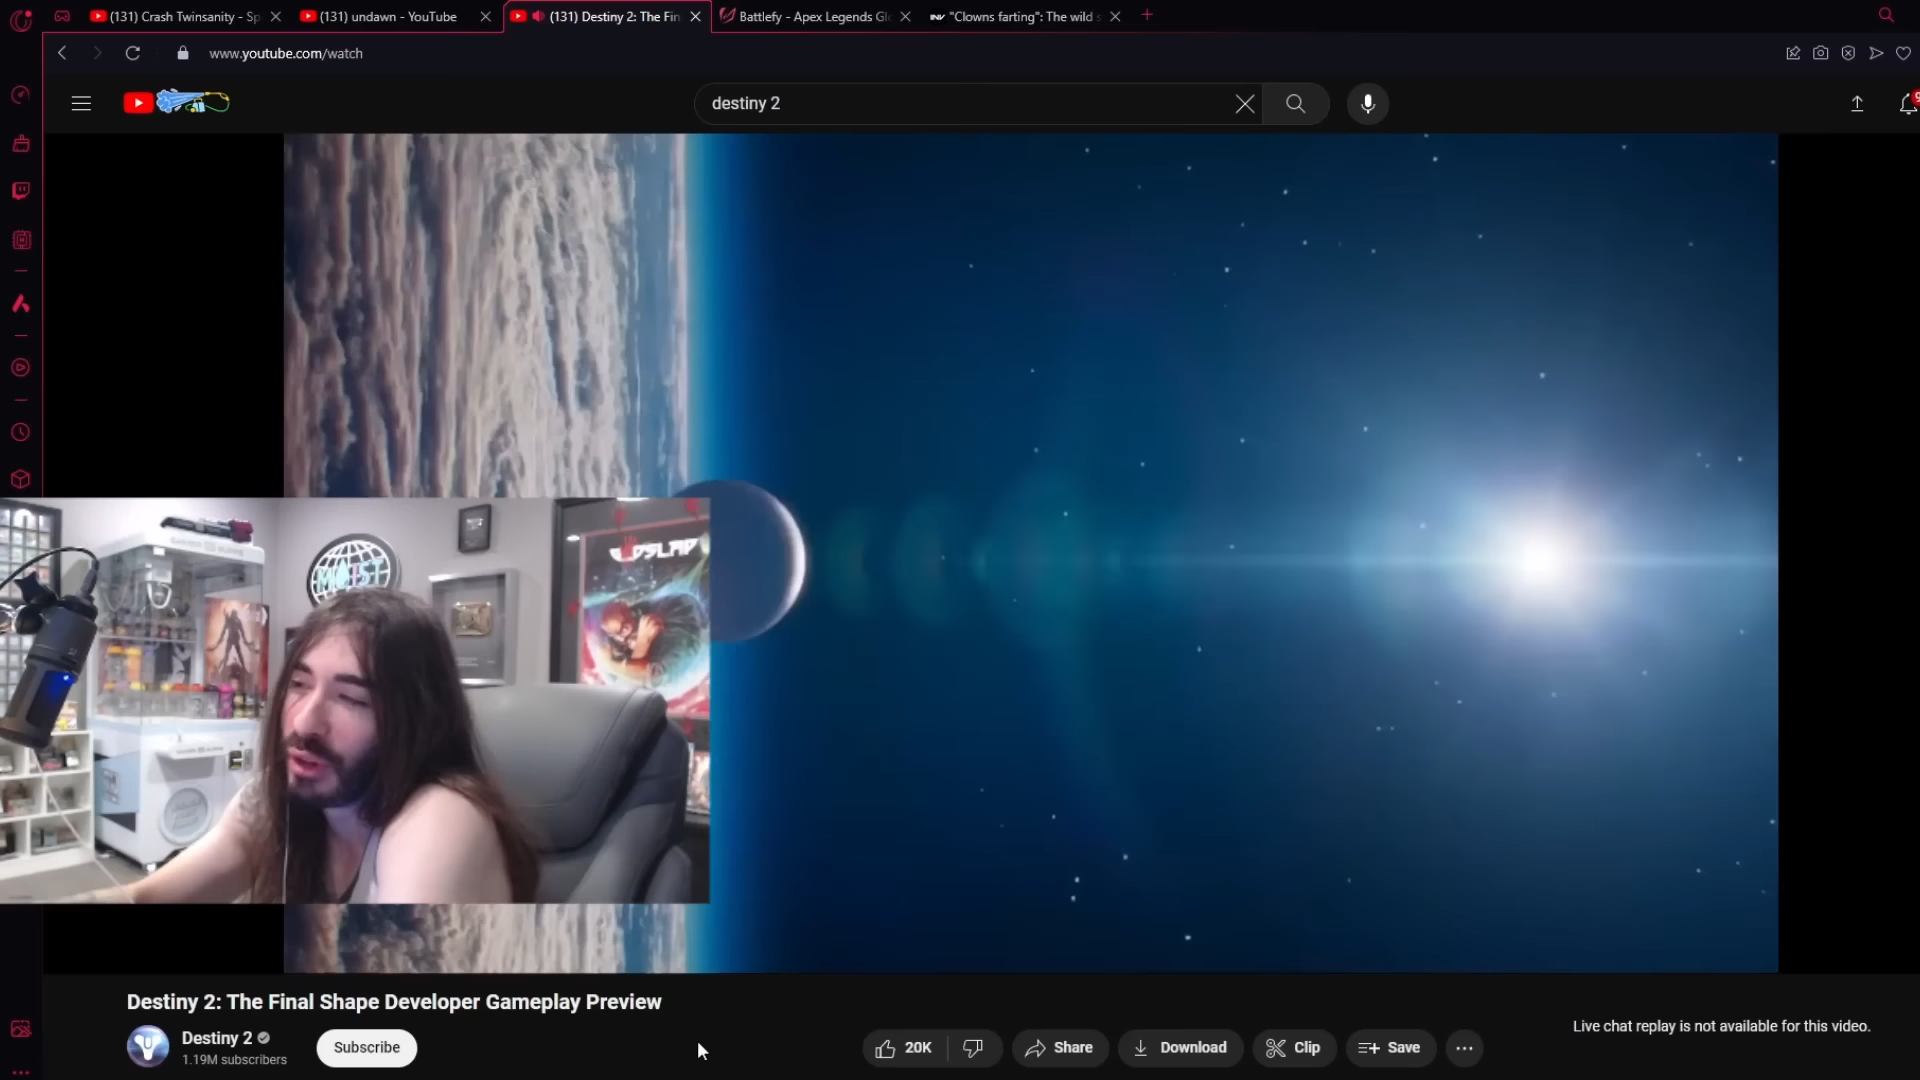 (131) Crash Twinsanity - Sp
(131) undawn - YouTube
(131) Destiny 2: The Fin
Battlefy - Apex Legends Gl
"Clowns farting": The wild s
www.youtube.com/watch
destiny 2
9
MOIST
Destiny 2: The Final Shape Developer Gameplay Preview
Destiny 2
1.19M subscribers
Subscribe
20K
Share
Download
Clip
Save
Live chat replay is not available for this video.